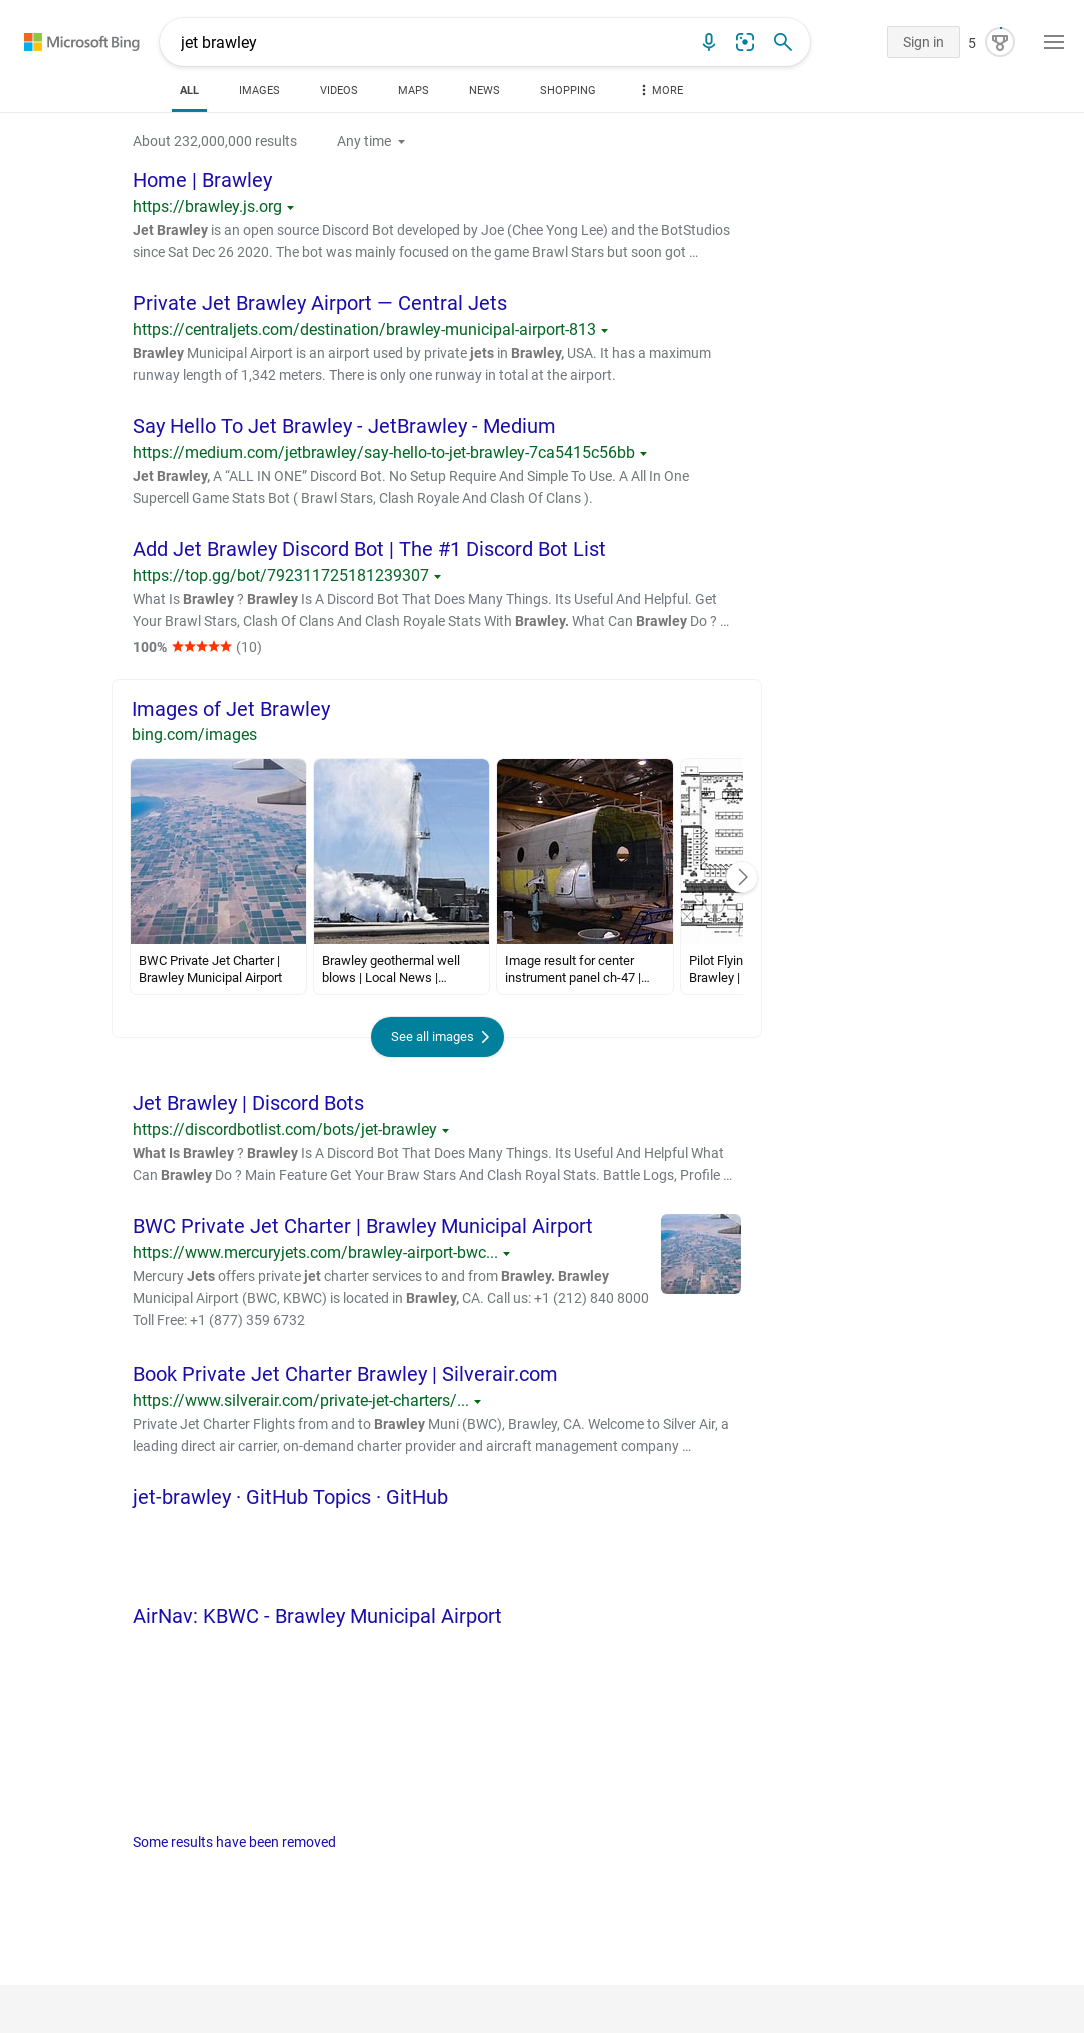 Microsoft Bing
jet brawley
Sign in
5
ALL IMAGES VIDEOS MAPS NEWS SHOPPING MORE
About 232,000,000 results Any time
Home | Brawley
https://brawley.js.org
Jet Brawley is an open source Discord Bot developed by Joe (Chee Yong Lee) and the BotStudios
since Sat Dec 26 2020. The bot was mainly focused on the game Brawl Stars but soon got …
Private Jet Brawley Airport — Central Jets
https://centraljets.com/destination/brawley-municipal-airport-813
Brawley Municipal Airport is an airport used by private jets in Brawley, USA. It has a maximum
runway length of 1,342 meters. There is only one runway in total at the airport.
Say Hello To Jet Brawley - JetBrawley - Medium
https://medium.com/jetbrawley/say-hello-to-jet-brawley-7ca5415c56bb
Jet Brawley, A “ALL IN ONE” Discord Bot. No Setup Require And Simple To Use. A All In One
Supercell Game Stats Bot ( Brawl Stars, Clash Royale And Clash Of Clans ).
Add Jet Brawley Discord Bot | The #1 Discord Bot List
https://top.gg/bot/792311725181239307
What Is Brawley ? Brawley Is A Discord Bot That Does Many Things. Its Useful And Helpful. Get
Your Brawl Stars, Clash Of Clans And Clash Royale Stats With Brawley. What Can Brawley Do ? …
100% ★★★★★ (10)
Images of Jet Brawley
bing.com/images
BWC Private Jet Charter |
Brawley Municipal Airport
Brawley geothermal well
blows | Local News |…
Image result for center
instrument panel ch-47 |…
Pilot Flyin
Brawley |
See all images
Jet Brawley | Discord Bots
https://discordbotlist.com/bots/jet-brawley
What Is Brawley ? Brawley Is A Discord Bot That Does Many Things. Its Useful And Helpful What
Can Brawley Do ? Main Feature Get Your Braw Stars And Clash Royal Stats. Battle Logs, Profile …
BWC Private Jet Charter | Brawley Municipal Airport
https://www.mercuryjets.com/brawley-airport-bwc...
Mercury Jets offers private jet charter services to and from Brawley. Brawley
Municipal Airport (BWC, KBWC) is located in Brawley, CA. Call us: +1 (212) 840 8000
Toll Free: +1 (877) 359 6732
Book Private Jet Charter Brawley | Silverair.com
https://www.silverair.com/private-jet-charters/...
Private Jet Charter Flights from and to Brawley Muni (BWC), Brawley, CA. Welcome to Silver Air, a
leading direct air carrier, on-demand charter provider and aircraft management company …
jet-brawley · GitHub Topics · GitHub
AirNav: KBWC - Brawley Municipal Airport
Some results have been removed